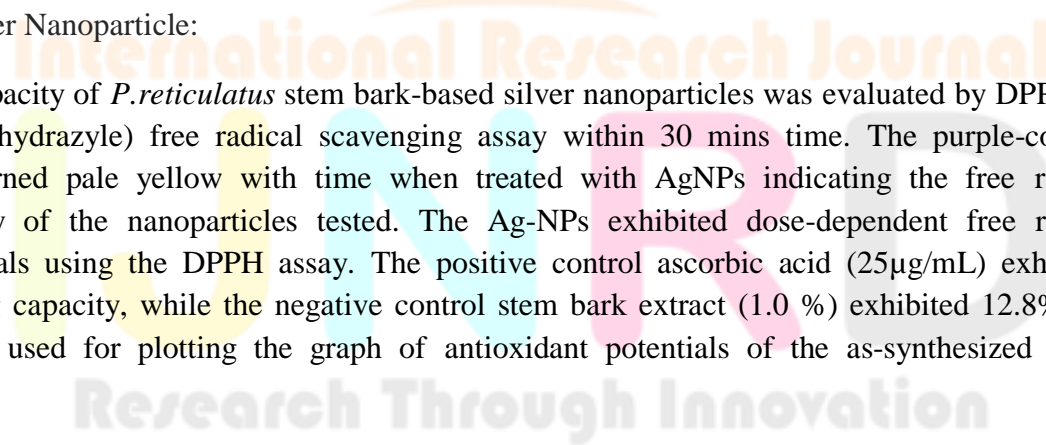 er Nanoparticle:
International Research Journal
pacity of P.reticulatus stem bark-based silver nanoparticles was evaluated by DPP
hydrazyle) free radical scavenging assay within 30 mins time. The purple-co
rned pale yellow with time when treated with AgNPs indicating the free r
y of the nanoparticles tested. The Ag-NPs exhibited dose-dependent free r
als using the DPPH assay. The positive control ascorbic acid (25µg/mL) exh
capacity, while the negative control stem bark extract (1.0 %) exhibited 12.8%
used for plotting the graph of antioxidant potentials of the as-synthesized
IJNRD
Research Through Innovation